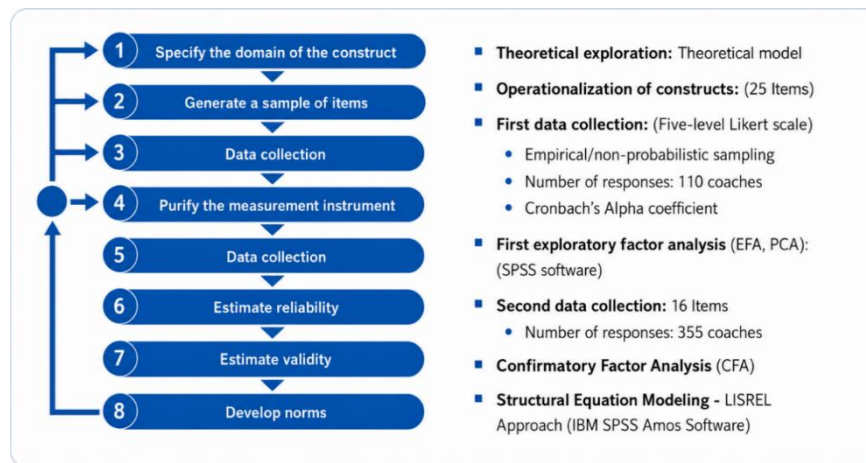 1 Specify the domain of the construct
2 Generate a sample of items
3 Data collection
4 Purify the measurement instrument
5 Data collection
6 Estimate reliability
7 Estimate validity
8 Develop norms
Theoretical exploration: Theoretical model
Operationalization of constructs: (25 Items)
First data collection: (Five-level Likert scale)
Empirical/non-probabilistic sampling
Number of responses: 110 coaches
Cronbach's Alpha coefficient
First exploratory factor analysis (EFA, PCA):
(SPSS software)
Second data collection: 16 Items
Number of responses: 355 coaches
Confirmatory Factor Analysis (CFA)
Structural Equation Modeling - LISREL
Approach (IBM SPSS Amos Software)